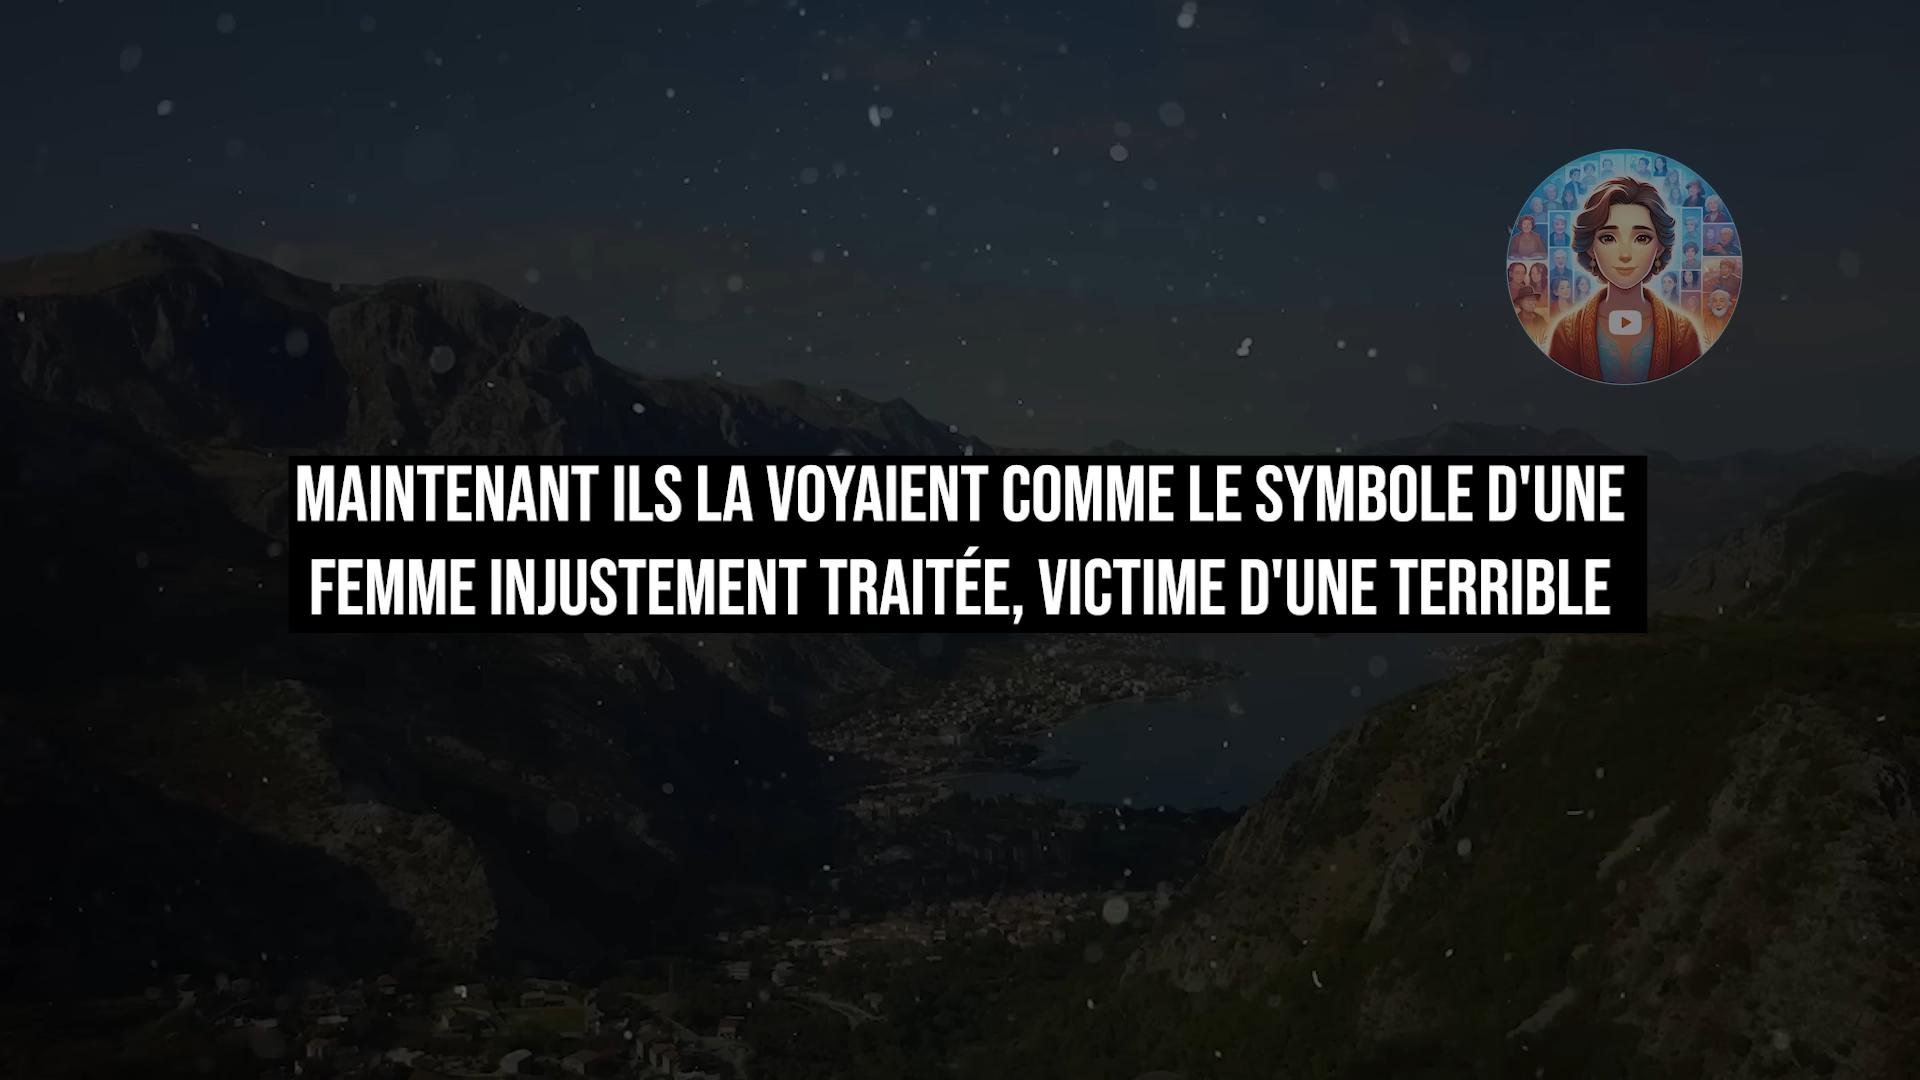 MAINTENANT ILS LA VOYAIENT COMME LE SYMBOLE D'UNE
FEMME INJUSTEMENT TRAITÉE, VICTIME D'UNE TERRIBLE